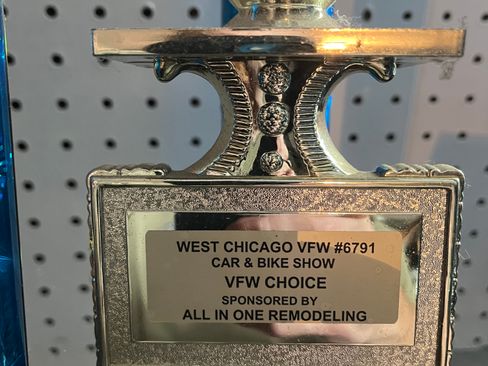 WEST CHICAGO VFW #6791
CAR & BIKE SHOW
VFW CHOICE
SPONSORED BY
ALL IN ONE REMODELING